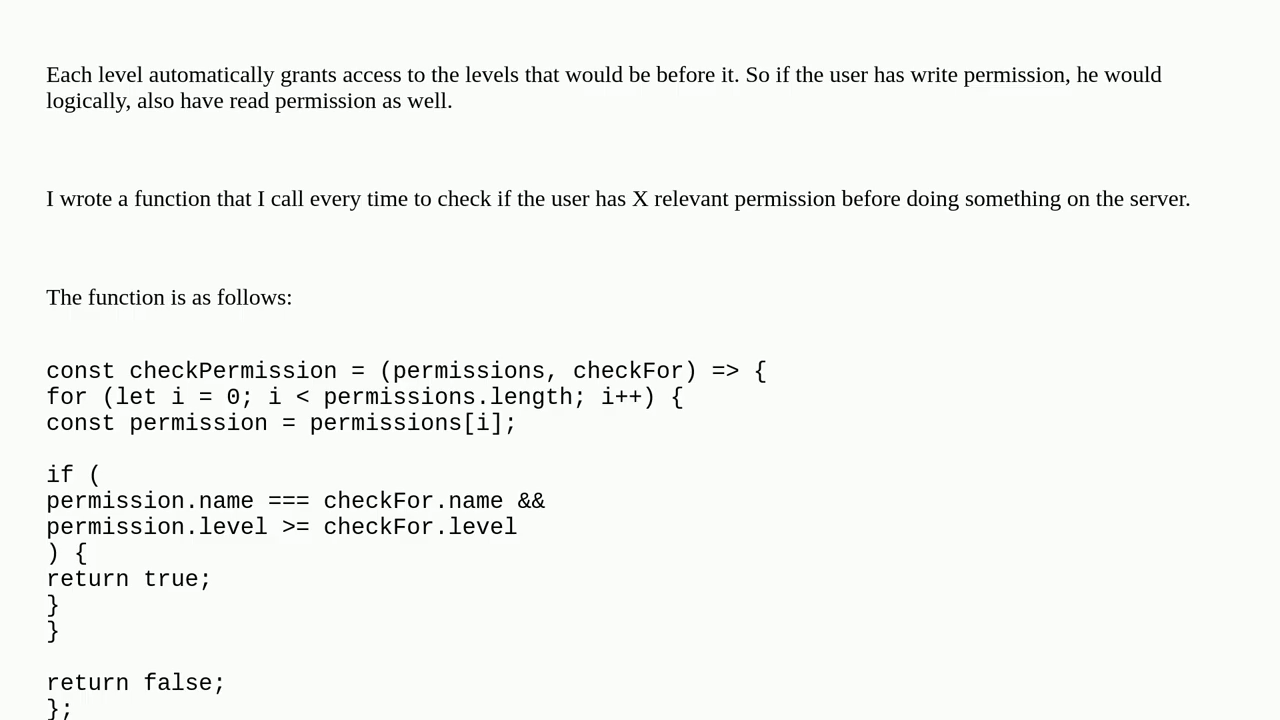 Each level automatically grants access to the levels that would be before it. So if the user has write permission, he would
logically, also have read permission as well.
I wrote a function that I call every time to check if the user has X relevant permission before doing something on the server.
The function is as follows:
const checkPermission = (permissions, checkFor) => {
for (let i = 0; i < permissions.length; i++) {
const permission = permissions[i];
if (
permission.name === checkFor.name &&
permission.level >= checkFor.level
) {
return true;
}
}
return false;
};